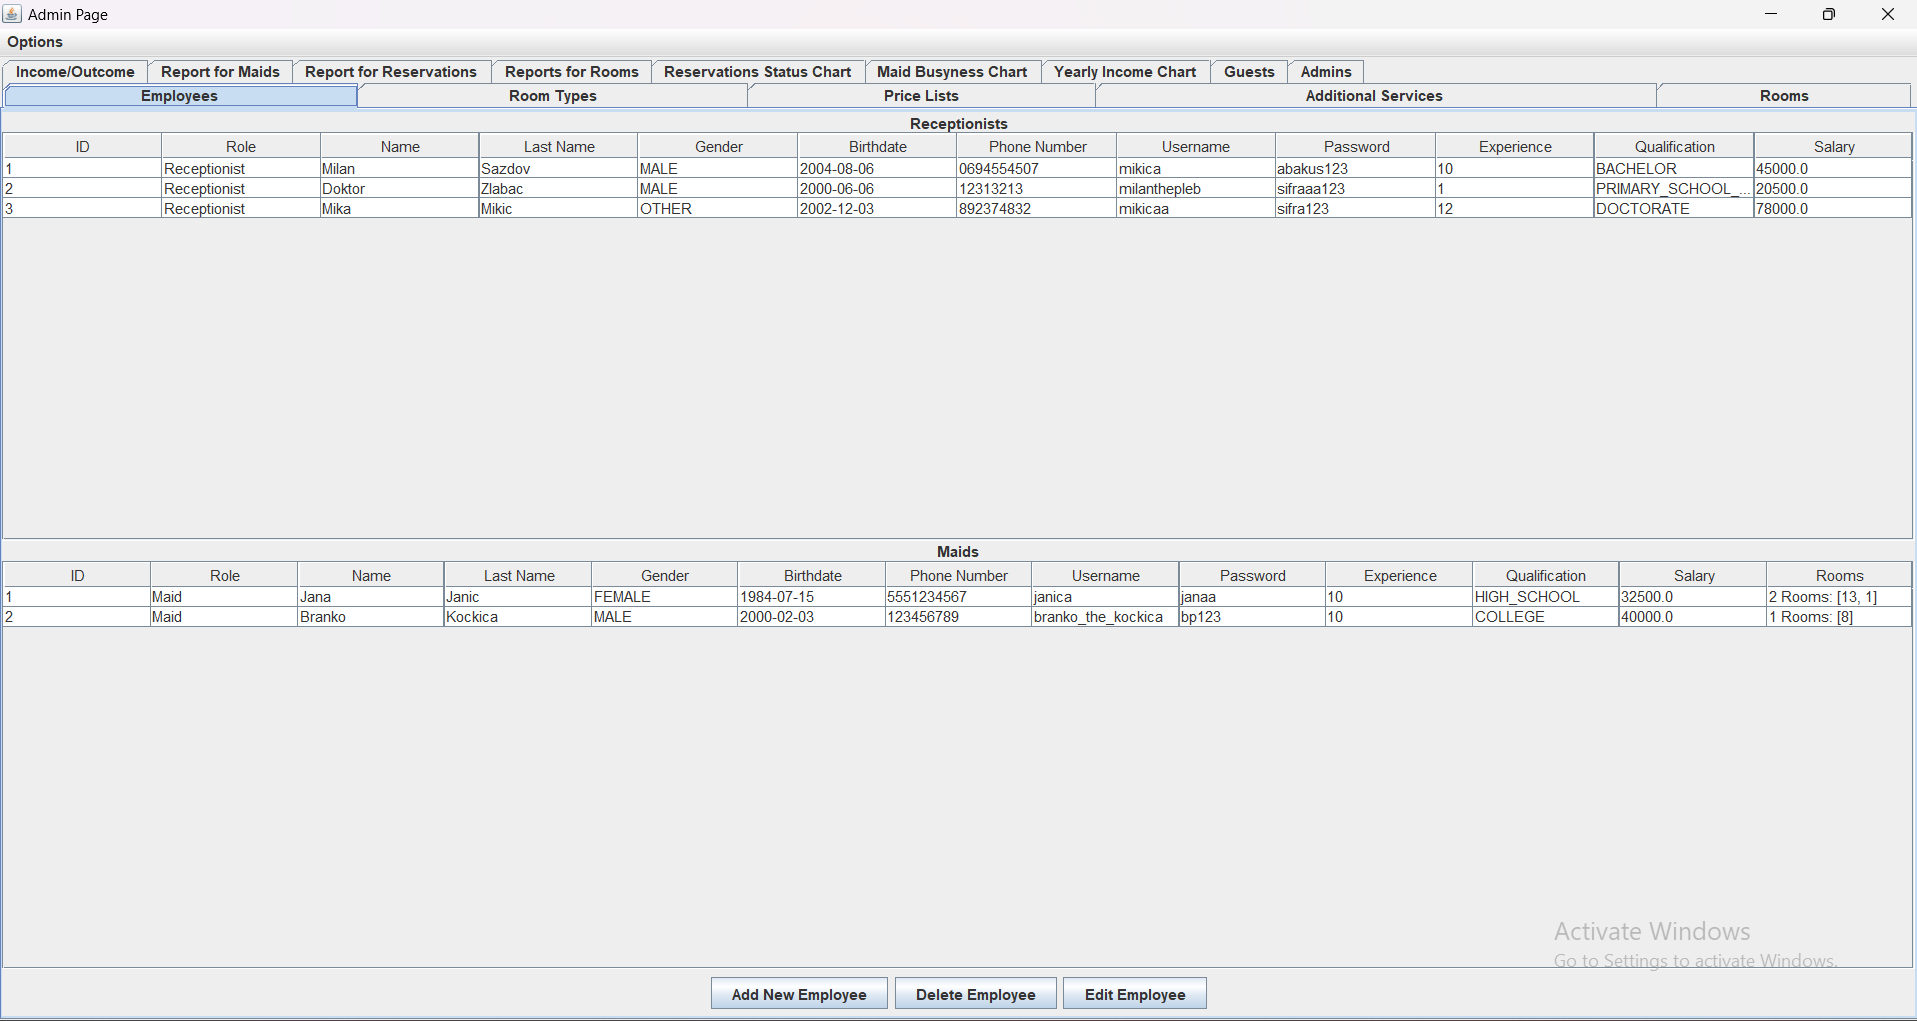 Admin Page
Options
Income/Outcome Report for Maids Report for Reservations Reports for Rooms Reservations Status Chart Maid Busyness Chart Yearly Income Chart Guests Admins
Employees Room Types Price Lists Additional Services Rooms
Receptionists
ID Role Name Last Name Gender Birthdate Phone Number Username Password Experience Qualification Salary
1 Receptionist Milan Sazdov MALE 2004-08-06 0694554507 mikica abakus123 10 BACHELOR 45000.0
2 Receptionist Doktor Zlabac MALE 2000-06-06 12313213 milanthepleb sifraaa123 1 PRIMARY_SCHOOL_... 20500.0
3 Receptionist Mika Mikic OTHER 2002-12-03 892374832 mikicaa sifra123 12 DOCTORATE 78000.0
Maids
ID Role Name Last Name Gender Birthdate Phone Number Username Password Experience Qualification Salary Rooms
1 Maid Jana Janic FEMALE 1984-07-15 5551234567 janica janaa 10 HIGH_SCHOOL 32500.0 2 Rooms: [13, 1]
2 Maid Branko Kockica MALE 2000-02-03 123456789 branko_the_kockica bp123 10 COLLEGE 40000.0 1 Rooms: [8]
Activate Windows
Go to Settings to activate Windows.
Add New Employee Delete Employee Edit Employee